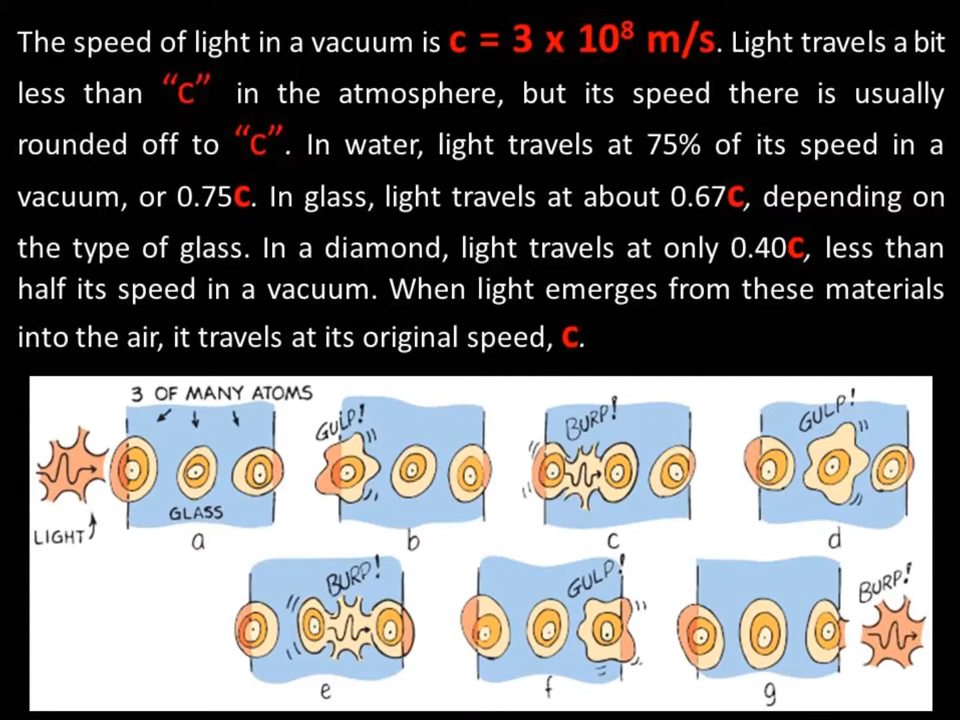 The speed of light in a vacuum is c = 3 x 10⁸ m/s. Light travels a bit
less than “C” in the atmosphere, but its speed there is usually
rounded off to “C”. In water, light travels at 75% of its speed in a
vacuum, or 0.75c. In glass, light travels at about 0.67c, depending on
the type of glass. In a diamond, light travels at only 0.40c, less than
half its speed in a vacuum. When light emerges from these materials
into the air, it travels at its original speed, c.
3 OF MANY ATOMS
GULP!
BURP!
GULP!
GLASS
LIGHT
a
b
c
d
BURP!
GULP!
BURP!
e
f
g